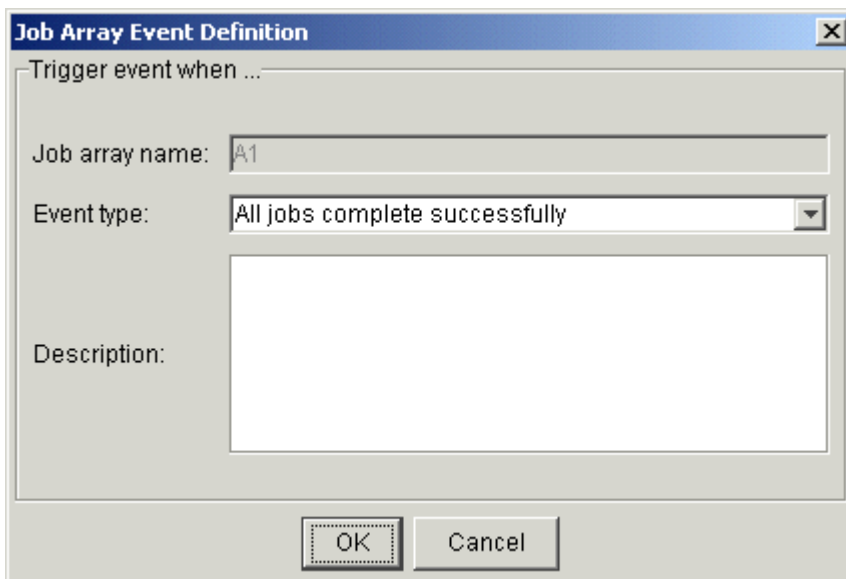 Job Array Event Definition
Trigger event when ...
Job array name: A1
Event type: All jobs complete successfully
Description:
OK Cancel